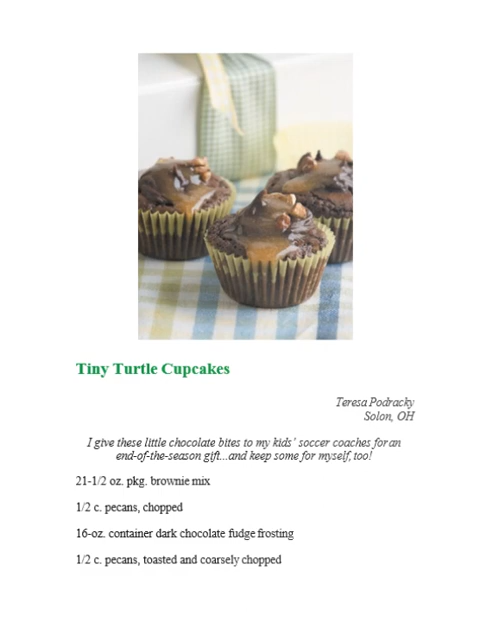 Tiny Turtle Cupcakes
Teresa Podracky
Solon, OH
I give these little chocolate bites to my kids' soccer coaches for an
end-of-the-season gift...and keep some for myself, too!
21-1/2 oz. pkg. brownie mix
1/2 c. pecans, chopped
16-oz. container dark chocolate fudge frosting
1/2 c. pecans, toasted and coarsely chopped